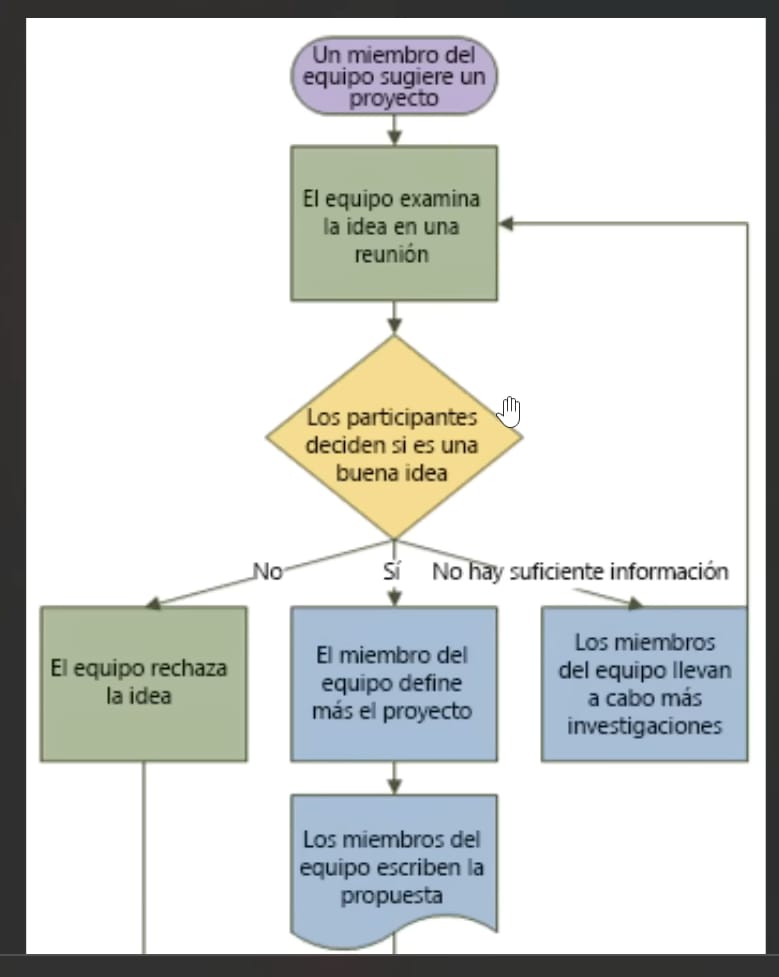 Un miembro del
equipo sugiere un
proyecto
El equipo examina
la idea en una
reunión
Los participantes
deciden si es una
buena idea
No
Sí
No hay suficiente información
El equipo rechaza
la idea
El miembro del
equipo define
más el proyecto
Los miembros
del equipo llevan
a cabo más
investigaciones
Los miembros del
equipo escriben la
propuesta